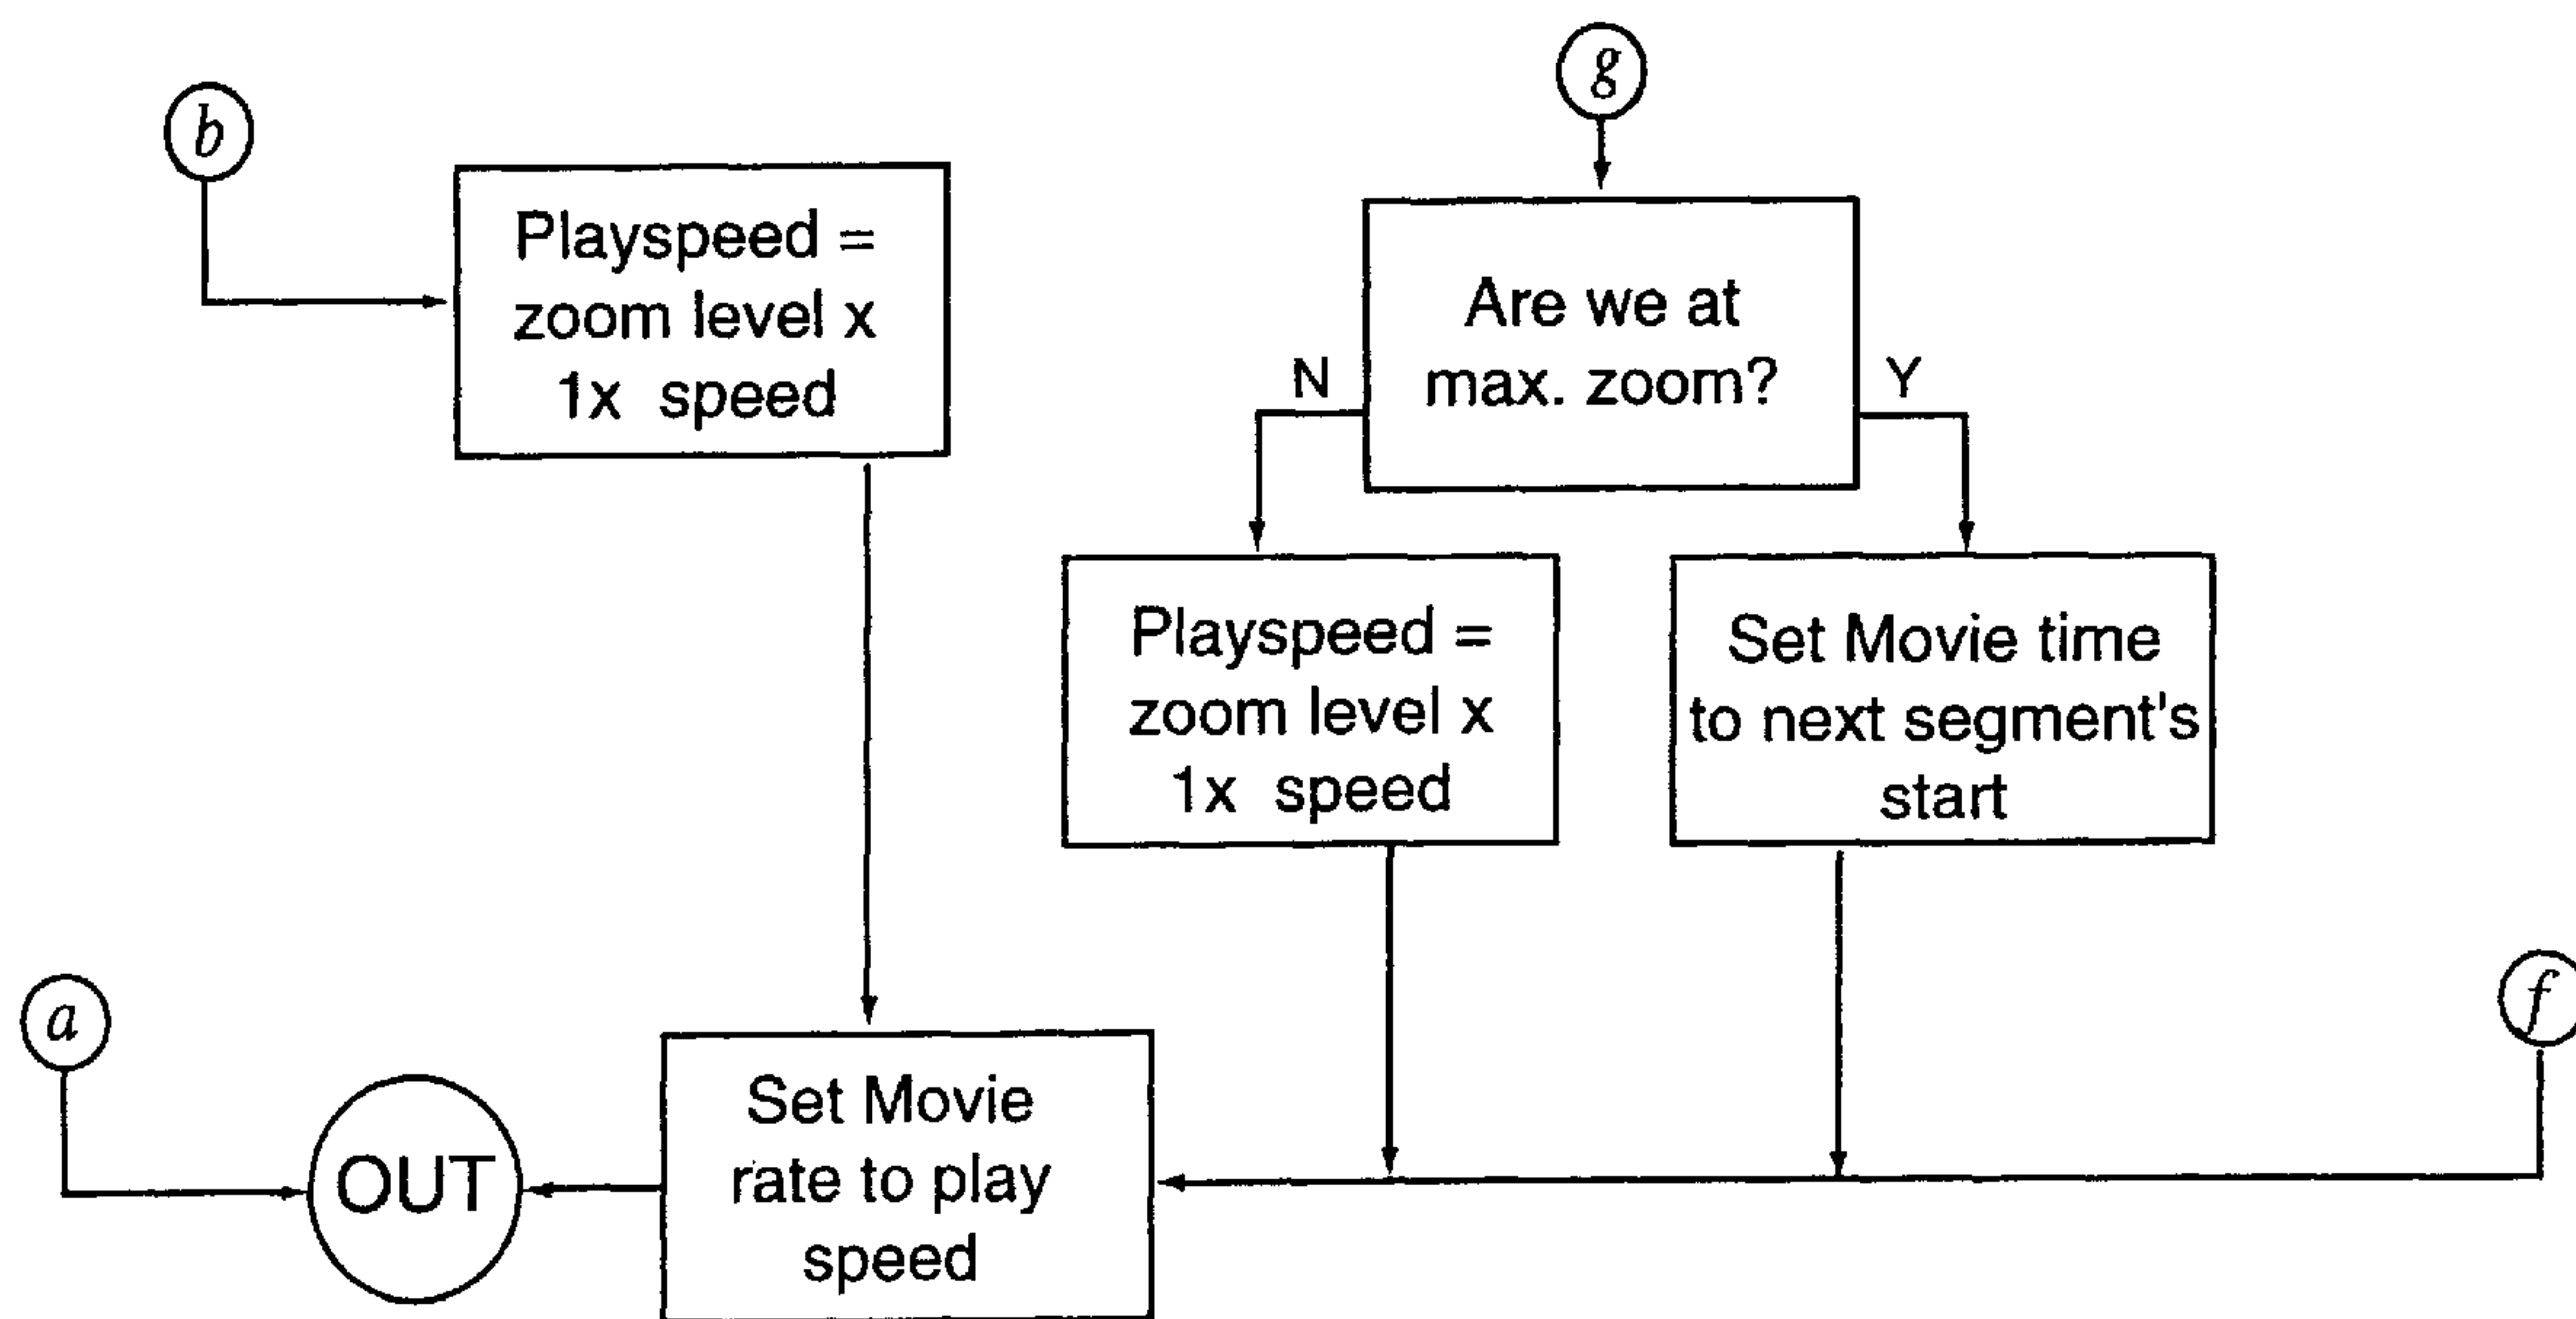 g
b
Playspeed =
zoom level x
1x speed
Are we at
max. zoom?
N
Y
Playspeed =
zoom level x
1x speed
Set Movie time
to next segment's
start
a
f
OUT
Set Movie
rate to play
speed